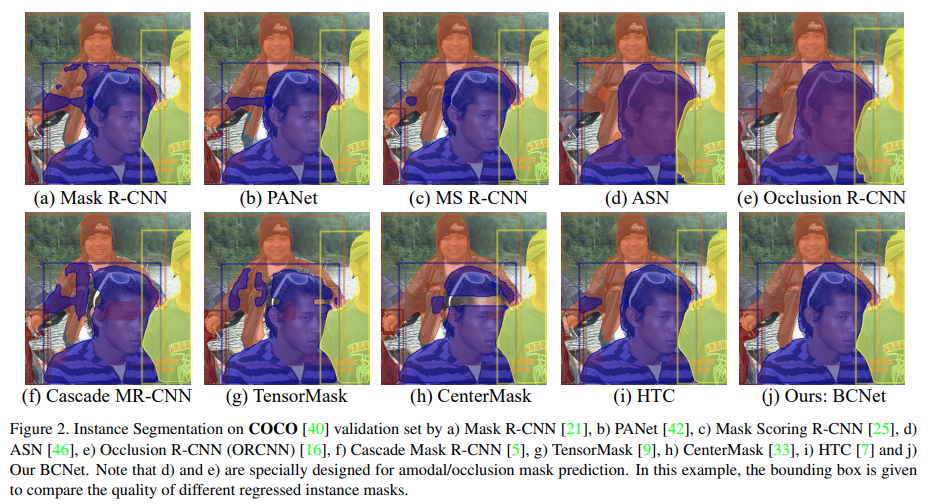 (a) Mask R-CNN
(b) PANet
(c) MS R-CNN
(d) ASN
(e) Occlusion R-CNN
(f) Cascade MR-CNN
(g) TensorMask
(h) CenterMask
(i) HTC
(j) Ours: BCNet
Figure 2. Instance Segmentation on COCO [40] validation set by a) Mask R-CNN [21], b) PANet [42], c) Mask Scoring R-CNN [25], d)
ASN [46], e) Occlusion R-CNN (ORCNN) [16], f) Cascade Mask R-CNN [5], g) TensorMask [9], h) CenterMask [33], i) HTC [7] and j)
Our BCNet. Note that d) and e) are specially designed for amodal/occlusion mask prediction. In this example, the bounding box is given
to compare the quality of different regressed instance masks.